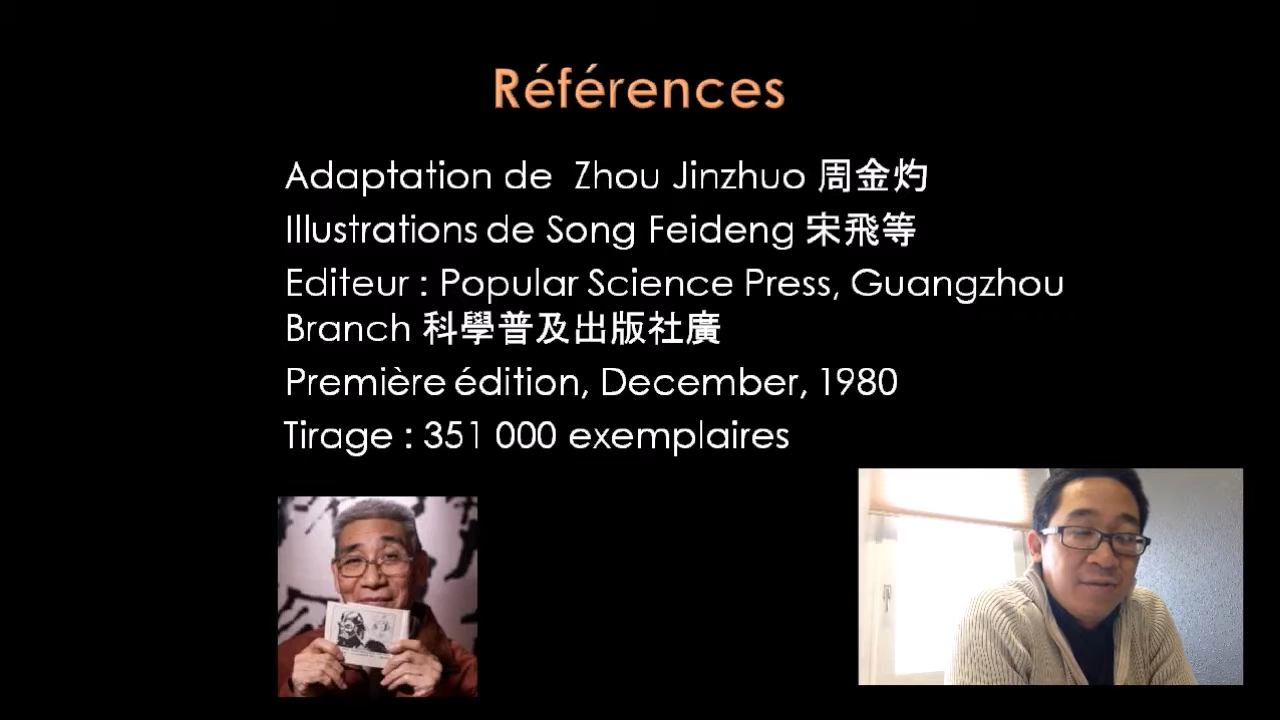 Références
Adaptation de Zhou Jinzhuo 周金灼
Illustrations de Song Feideng 宋飛等
Editeur : Popular Science Press, Guangzhou
Branch 科學普及出版社廣
Première édition, December, 1980
Tirage : 351 000 exemplaires